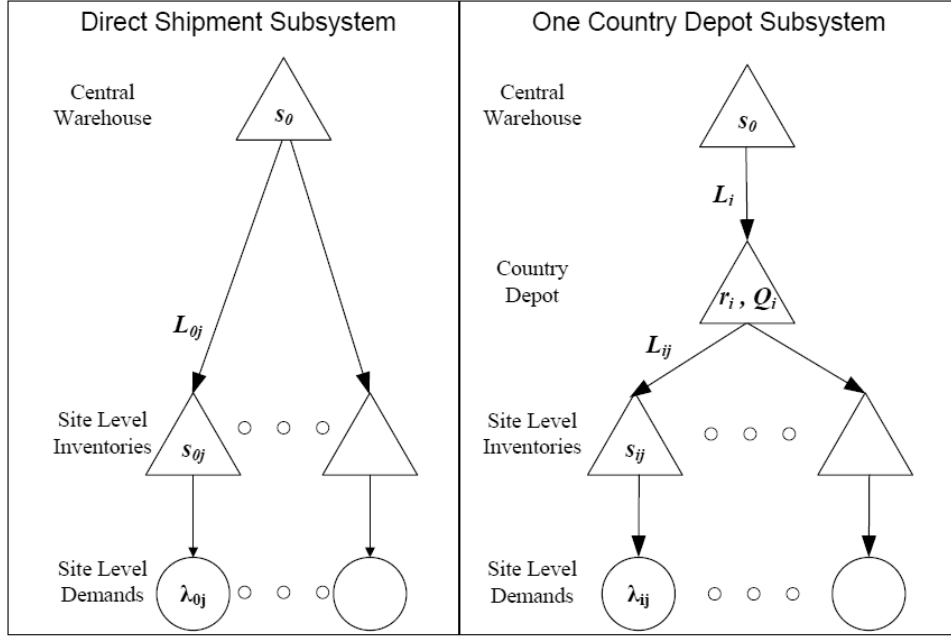 Direct Shipment Subsystem
Central
Warehouse
s₀
L₀ⱼ
Site Level
Inventories
s₀ⱼ
Site Level
Demands
λ₀ⱼ
One Country Depot Subsystem
Central
Warehouse
s₀
Lᵢ
Country
Depot
rᵢ , Qᵢ
Lᵢⱼ
Site Level
Inventories
sᵢⱼ
Site Level
Demands
λᵢⱼ